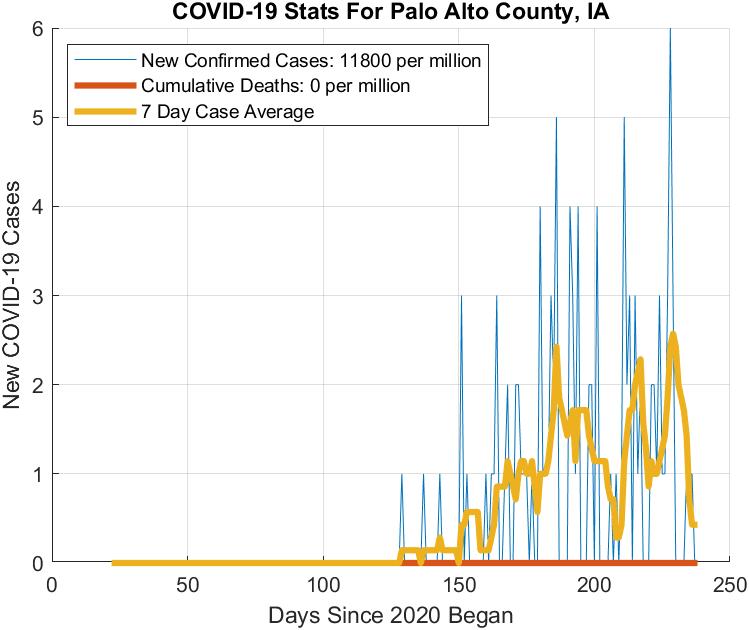 COVID-19 Stats For Palo Alto County, IA
New Confirmed Cases: 11800 per million
Cumulative Deaths: 0 per million
7 Day Case Average
New COVID-19 Cases
6
5
4
3
2
1
0
0 50 100 150 200 250
Days Since 2020 Began